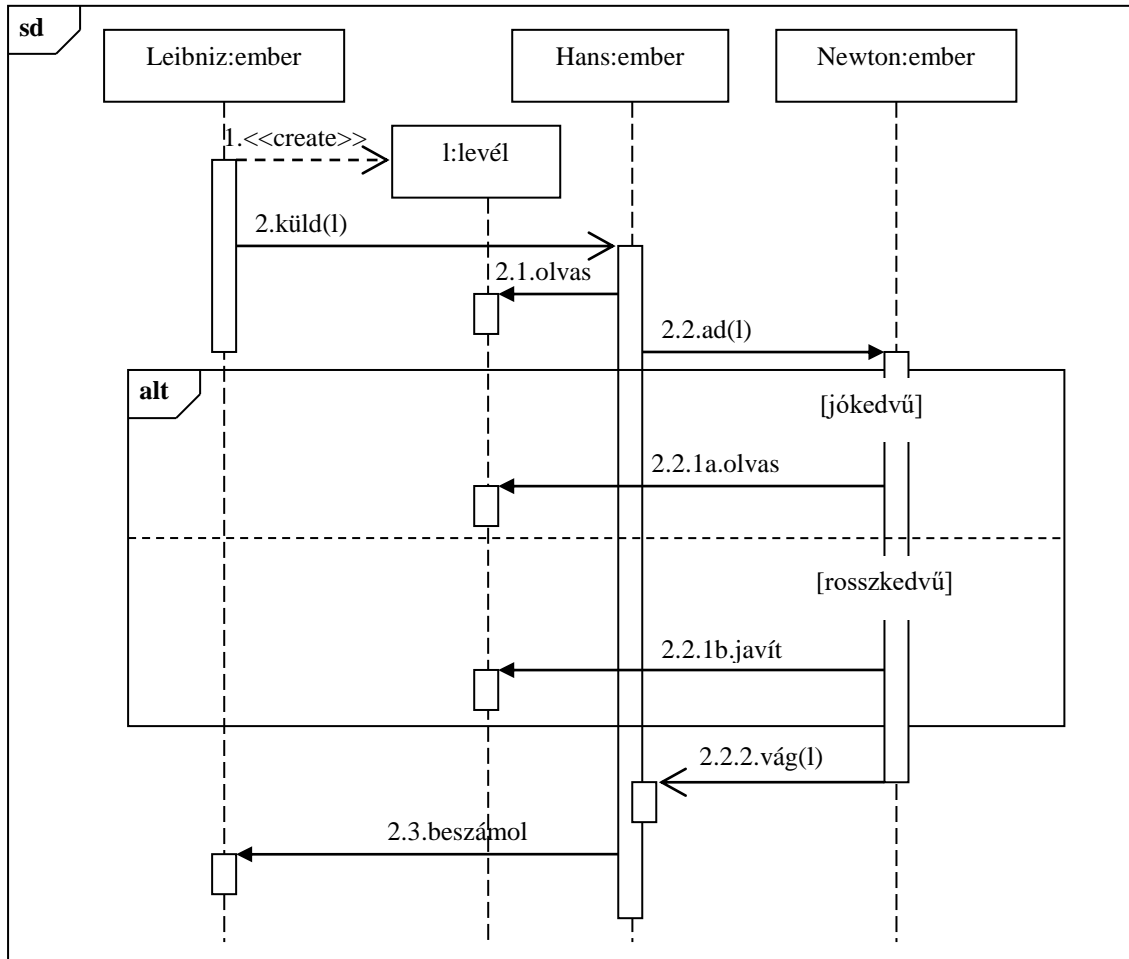 sd
Leibniz:ember
Hans:ember
Newton:ember
1.<<create>>
l:levél
2.küld(l)
2.1.olvas
2.2.ad(l)
alt
[jókedvű]
2.2.1a.olvas
[rosszkedvű]
2.2.1b.javít
2.2.2.vág(l)
2.3.beszámol